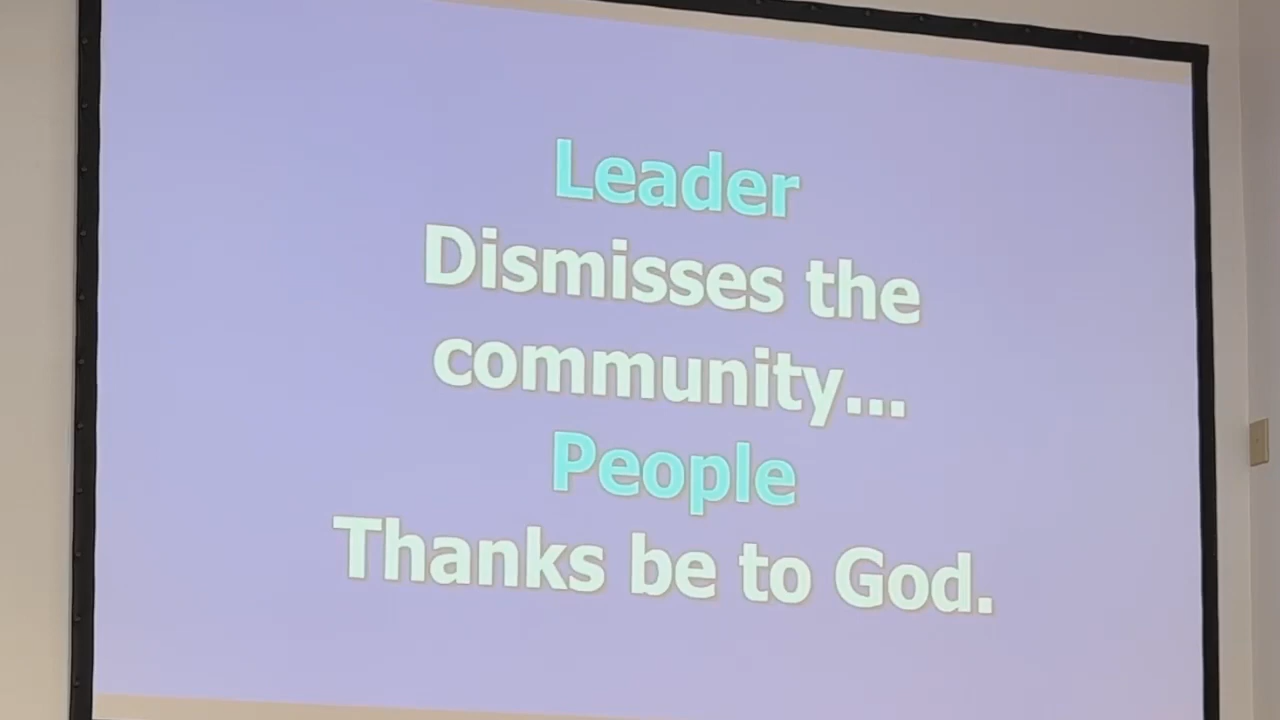 Leader
Dismisses the
community...
People
Thanks be to God.